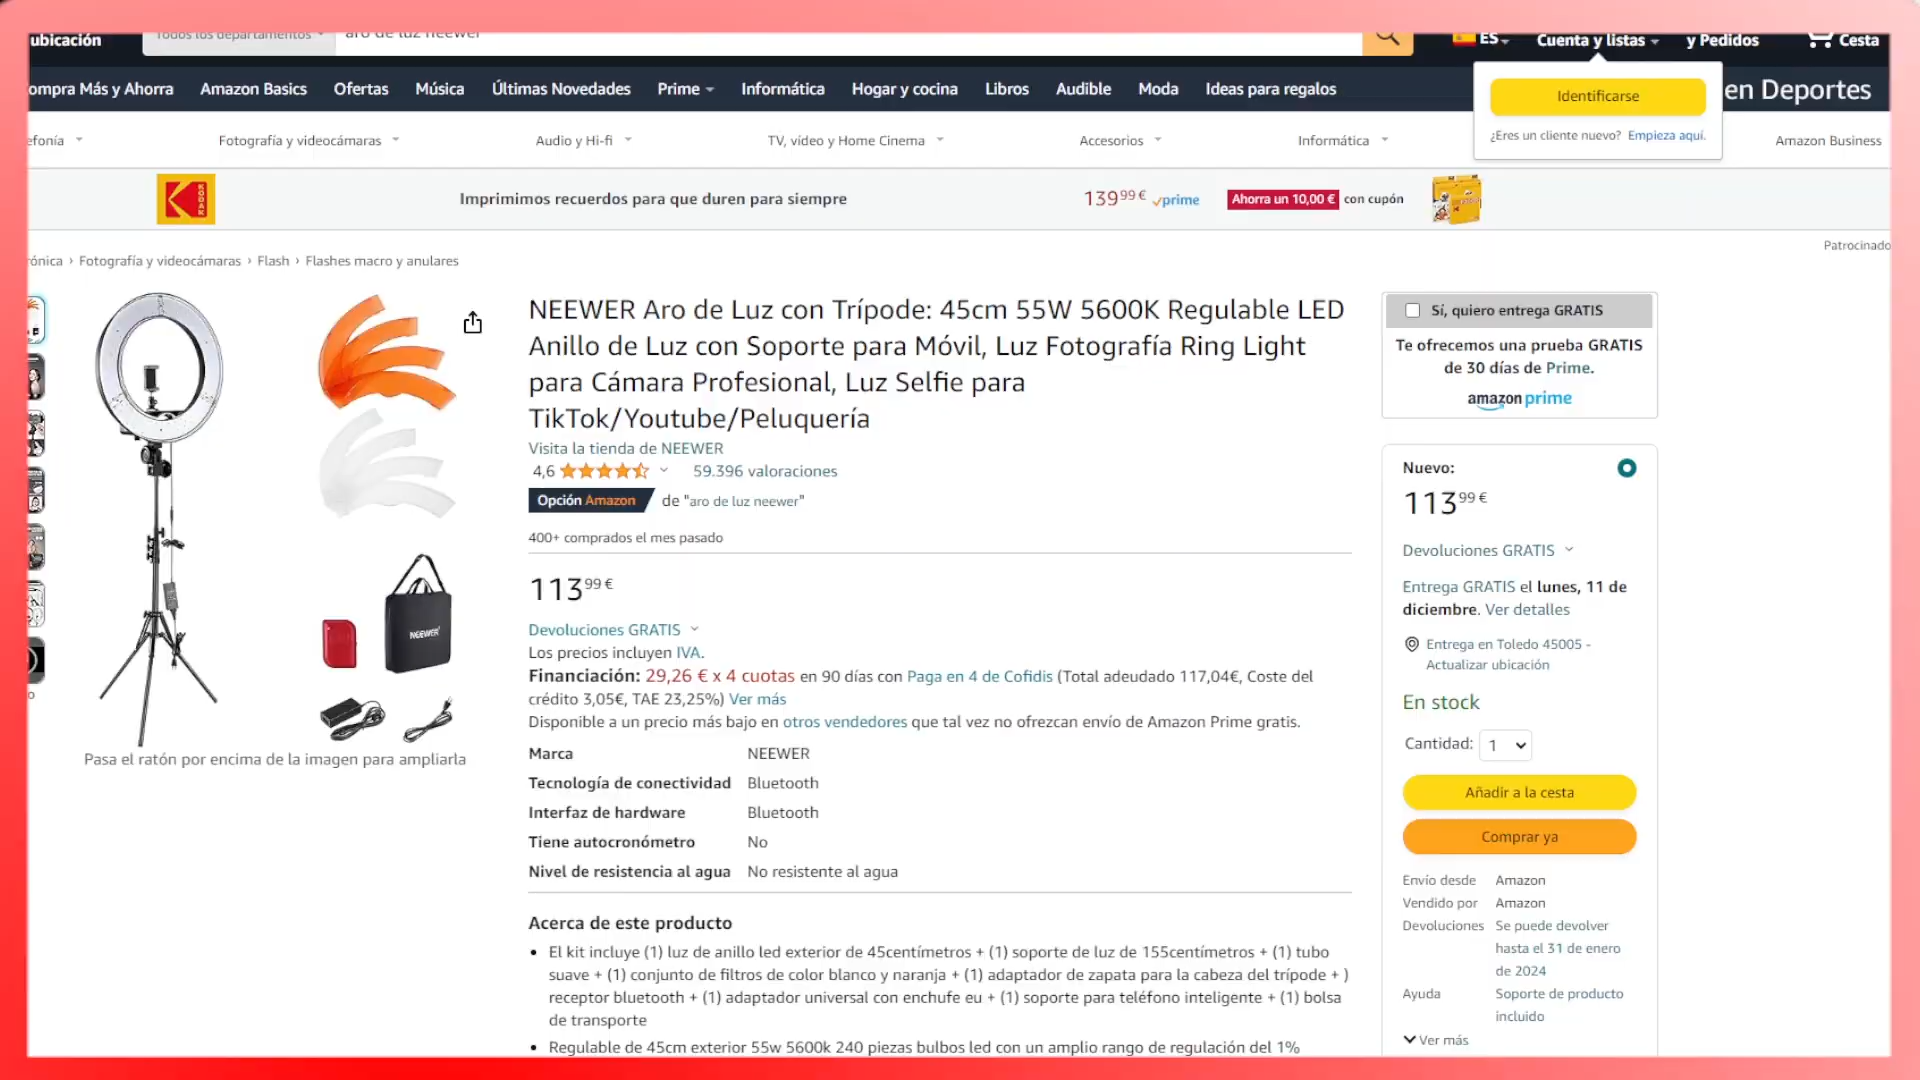 ubicación
Todos los departamentos
aro de luz neewer
ES
Cuenta y listas
y Pedidos
Cesta
ompra Más y Ahorra
Amazon Basics
Ofertas
Música
Últimas Novedades
Prime
Informática
Hogar y cocina
Libros
Audible
Moda
Ideas para regalos
en Deportes
Identificarse
¿Eres un cliente nuevo? Empieza aquí.
efonía
Fotografía y videocámaras
Audio y Hi-fi
TV, vídeo y Home Cinema
Accesorios
Informática
Amazon Business
KODAK
Imprimimos recuerdos para que duren para siempre
139,99 € prime
Ahorra un 10,00 € con cupón
Patrocinado
rónica › Fotografía y videocámaras › Flash › Flashes macro y anulares
NEEWER
Pasa el ratón por encima de la imagen para ampliarla
NEEWER Aro de Luz con Trípode: 45cm 55W 5600K Regulable LED
Anillo de Luz con Soporte para Móvil, Luz Fotografía Ring Light
para Cámara Profesional, Luz Selfie para
TikTok/Youtube/Peluquería
Visita la tienda de NEEWER
4,6
59.396 valoraciones
Opción Amazon de "aro de luz neewer"
400+ comprados el mes pasado
113 99 €
Devoluciones GRATIS
Los precios incluyen IVA.
Financiación: 29,26 € x 4 cuotas en 90 días con Paga en 4 de Cofidis (Total adeudado 117,04€, Coste del
crédito 3,05€, TAE 23,25%) Ver más
Disponible a un precio más bajo en otros vendedores que tal vez no ofrezcan envío de Amazon Prime gratis.
Marca NEEWER
Tecnología de conectividad Bluetooth
Interfaz de hardware Bluetooth
Tiene autocronómetro No
Nivel de resistencia al agua No resistente al agua
Acerca de este producto
• El kit incluye (1) luz de anillo led exterior de 45centímetros + (1) soporte de luz de 155centímetros + (1) tubo
suave + (1) conjunto de filtros de color blanco y naranja + (1) adaptador de zapata para la cabeza del trípode + )
receptor bluetooth + (1) adaptador universal con enchufe eu + (1) soporte para teléfono inteligente + (1) bolsa
de transporte
• Regulable de 45cm exterior 55w 5600k 240 piezas bulbos led con un amplio rango de regulación del 1%
Sí, quiero entrega GRATIS
Te ofrecemos una prueba GRATIS
de 30 días de Prime.
amazon prime
Nuevo:
113 99 €
Devoluciones GRATIS
Entrega GRATIS el lunes, 11 de
diciembre. Ver detalles
Entrega en Toledo 45005 -
Actualizar ubicación
En stock
Cantidad: 1
Añadir a la cesta
Comprar ya
Envío desde Amazon
Vendido por Amazon
Devoluciones Se puede devolver
hasta el 31 de enero
de 2024
Ayuda Soporte de producto
incluido
Ver más